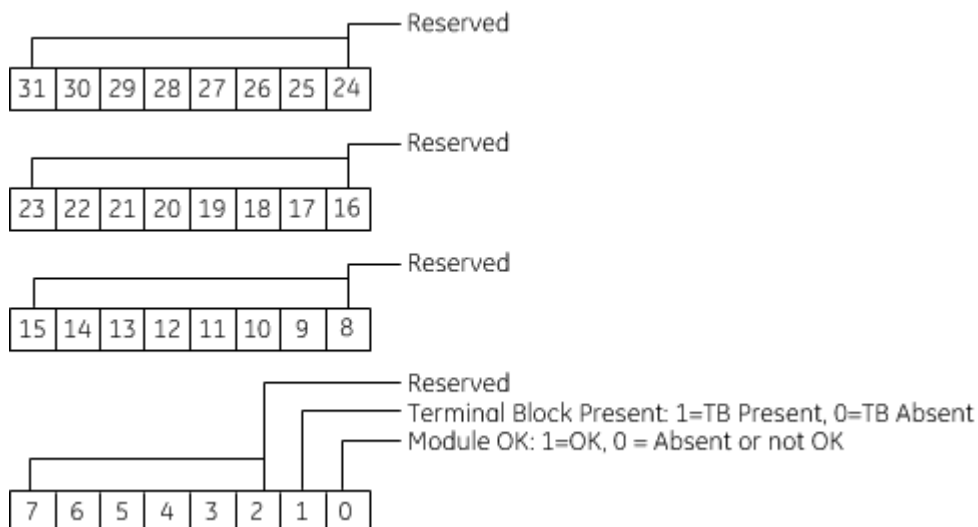 Reserved
31 30 29 28 27 26 25 24
Reserved
23 22 21 20 19 18 17 16
Reserved
15 14 13 12 11 10 9 8
Reserved
Terminal Block Present: 1=TB Present, 0=TB Absent
Module OK: 1=OK, 0 = Absent or not OK
7 6 5 4 3 2 1 0